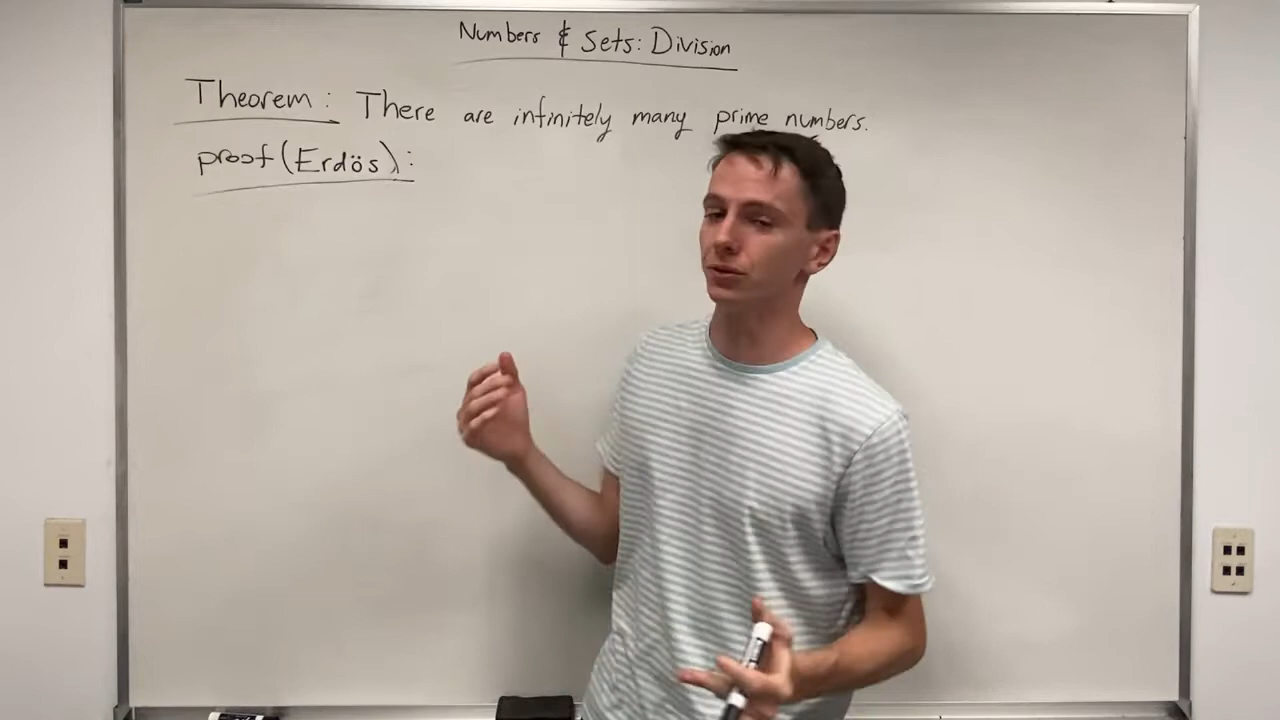 Numbers & Sets: Division
Theorem: There are infinitely many prime numbers.
proof (Erdös):